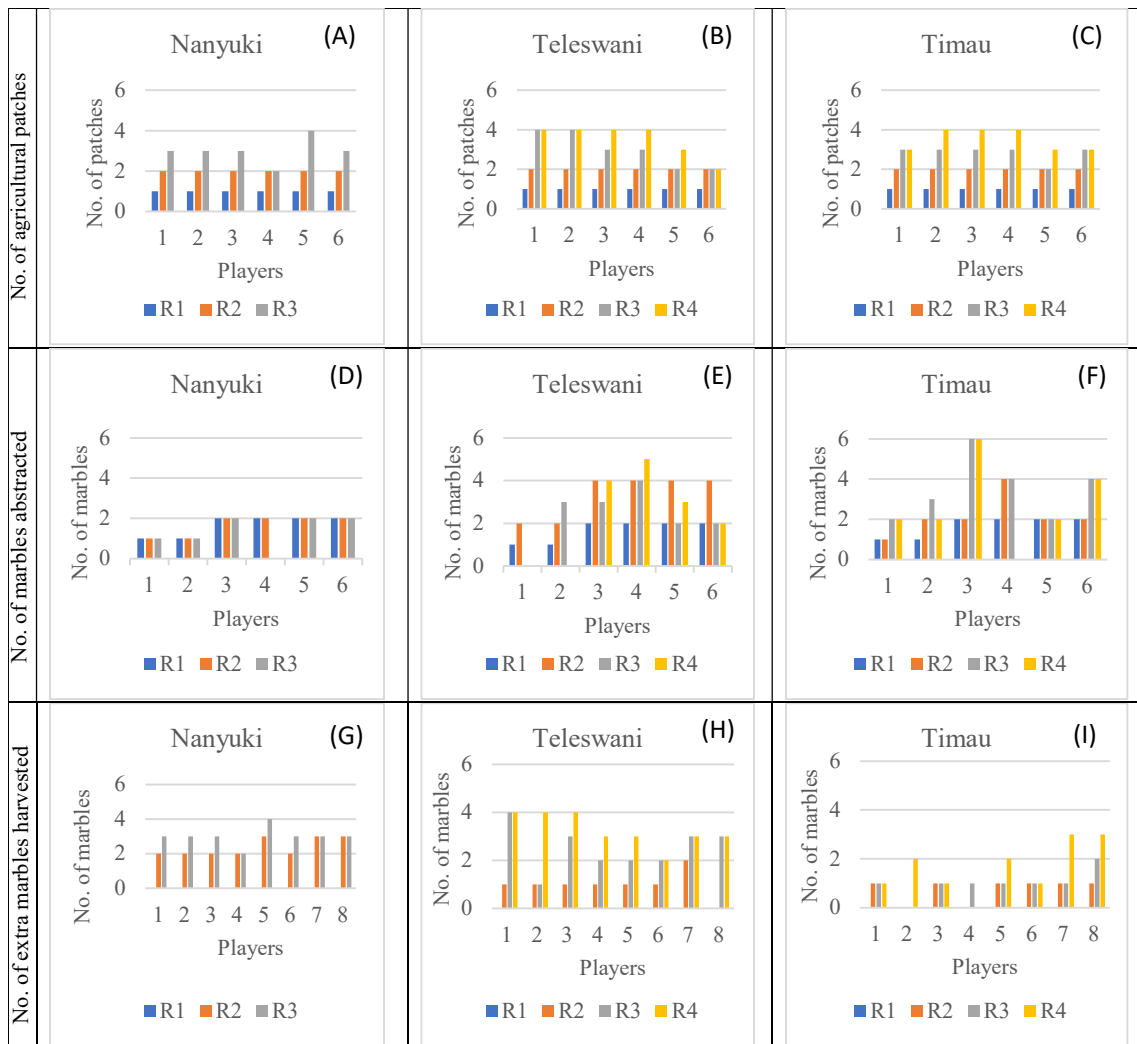 No. of agricultural patches
Nanyuki (A)
No. of patches
6
4
2
0
1 2 3 4 5 6
Players
R1 R2 R3
Teleswani (B)
No. of patches
6
4
2
0
1 2 3 4 5 6
Players
R1 R2 R3 R4
Timau (C)
No. of patches
6
4
2
0
1 2 3 4 5 6
Players
R1 R2 R3 R4
No. of marbles abstracted
Nanyuki (D)
No. of marbles
6
4
2
0
1 2 3 4 5 6
Players
R1 R2 R3
Teleswani (E)
No. of marbles
6
4
2
0
1 2 3 4 5 6
Players
R1 R2 R3 R4
Timau (F)
No. of marbles
6
4
2
0
1 2 3 4 5 6
Players
R1 R2 R3 R4
No. of extra marbles harvested
Nanyuki (G)
No. of marbles
6
4
2
0
1 2 3 4 5 6 7 8
Players
R1 R2 R3
Teleswani (H)
No. of marbles
6
4
2
0
1 2 3 4 5 6 7 8
Players
R1 R2 R3 R4
Timau (I)
No. of marbles
6
4
2
0
1 2 3 4 5 6 7 8
Players
R1 R2 R3 R4